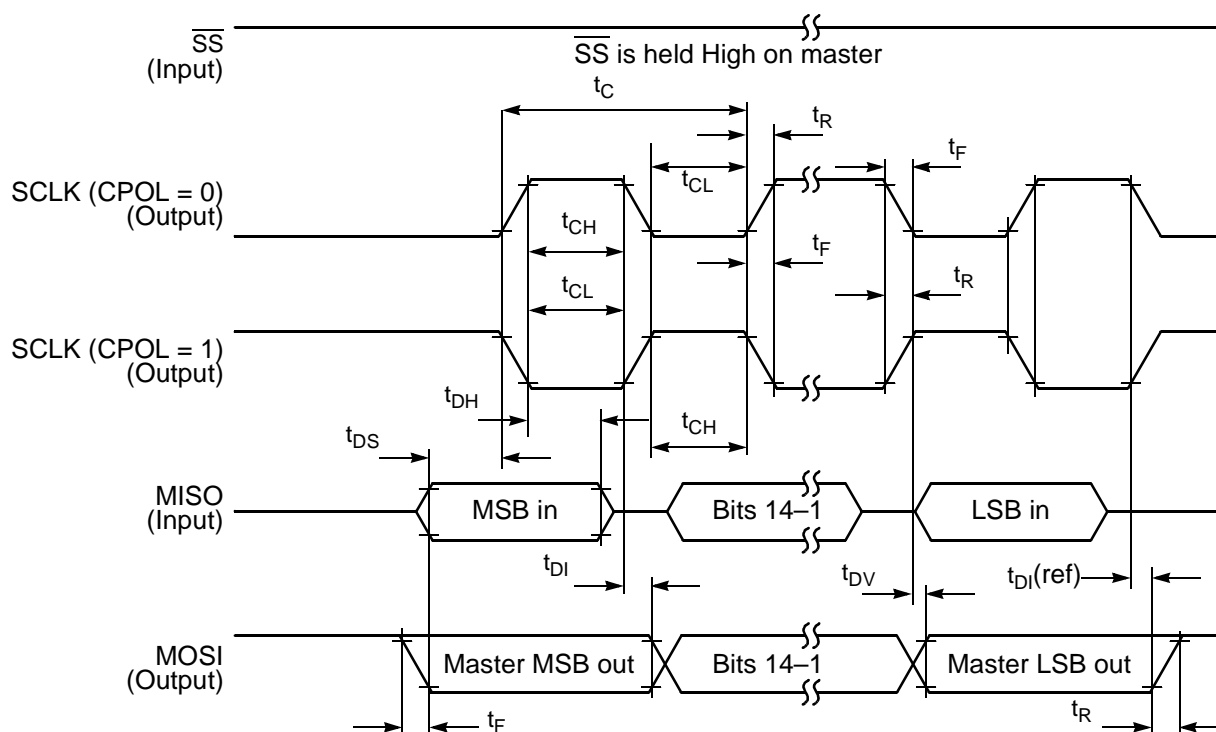 SS
(Input)
SS is held High on master
tC
tR
tF
SCLK (CPOL = 0)
(Output)
tCL
tCH
tF
tCL
tR
SCLK (CPOL = 1)
(Output)
tDH
tCH
tDS
MISO
(Input)
MSB in
Bits 14–1
LSB in
tDI
tDV
tDI(ref)
MOSI
(Output)
Master MSB out
Bits 14–1
Master LSB out
tF
tR